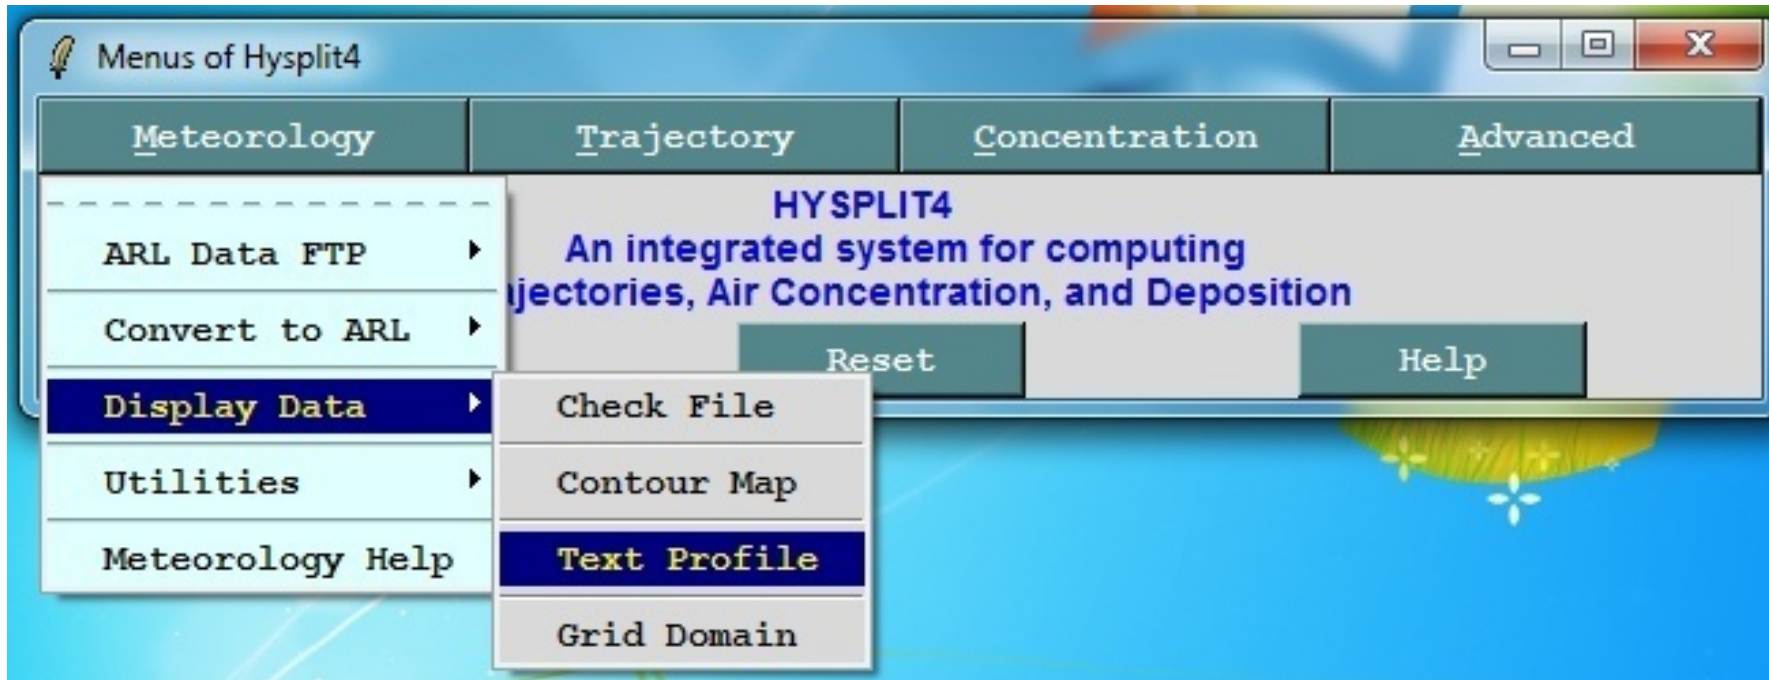 Menus of Hysplit4
Meteorology Trajectory Concentration Advanced
HYSPLIT4
An integrated system for computing
jectories, Air Concentration, and Deposition
Reset Help
ARL Data FTP
Convert to ARL
Display Data
Utilities
Meteorology Help
Check File
Contour Map
Text Profile
Grid Domain